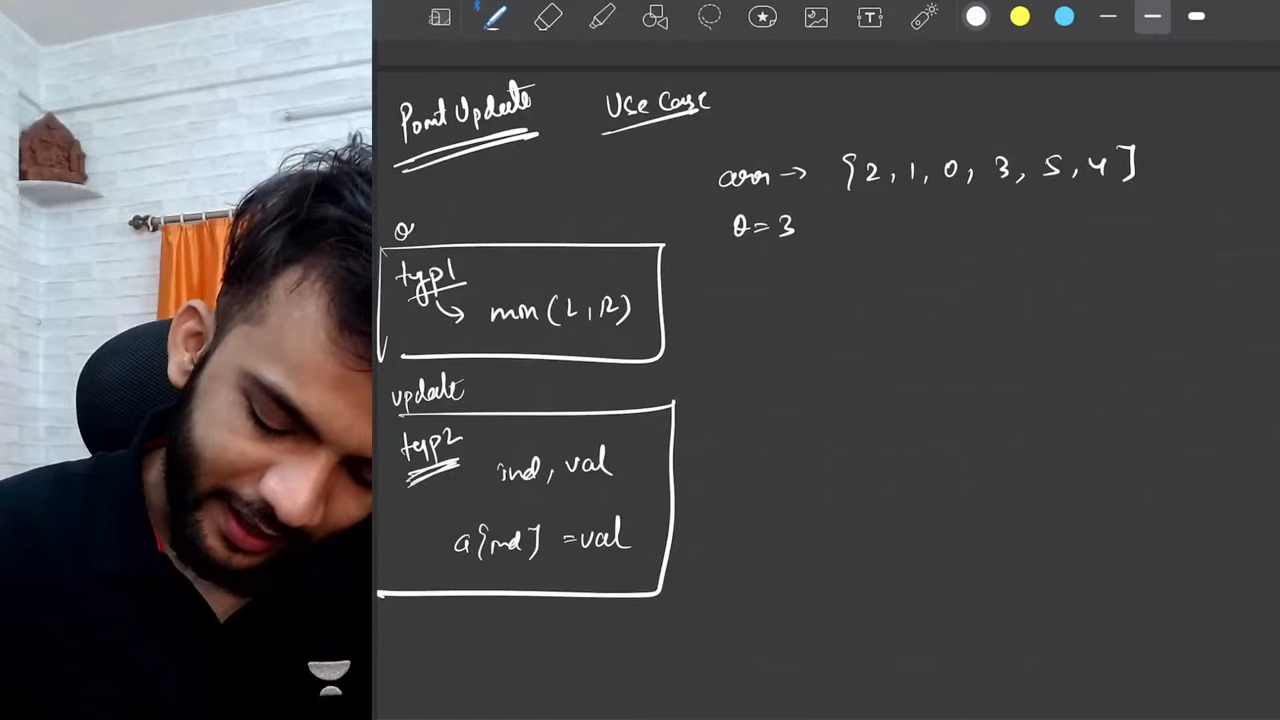 Point Update Use Case
arr → [2, 1, 0, 3, 5, 4]
Q = 3
Q
typ1
→ min (L, R)
update
typ2
ind, val
a[ind] = val